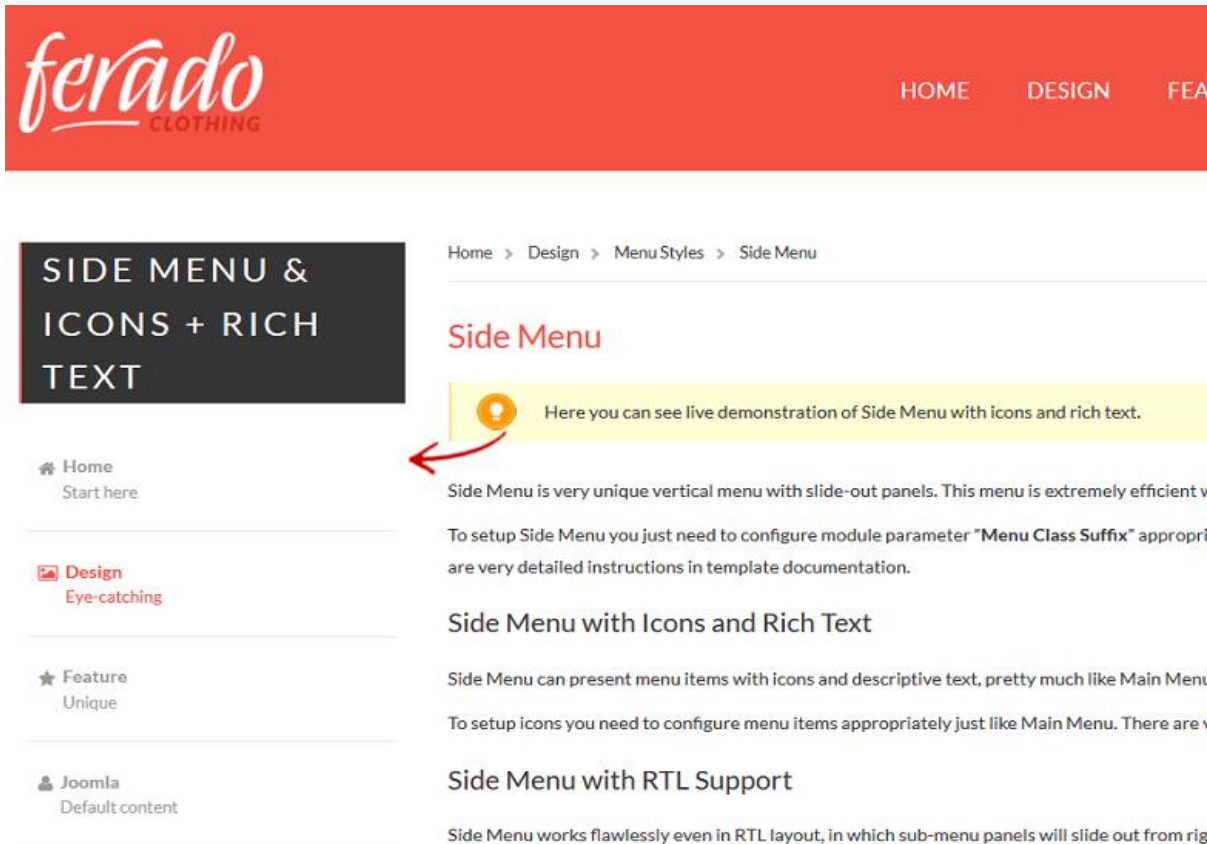 ferado
CLOTHING
HOME DESIGN
SIDE MENU &
ICONS + RICH
TEXT
Home
Start here
Design
Eye-catching
Feature
Unique
Joomla
Default content
Home > Design > Menu Styles > Side Menu
Side Menu
Here you can see live demonstration of Side Menu with icons and rich text.
Side Menu is very unique vertical menu with slide-out panels. This menu is extremely efficient
To setup Side Menu you just need to configure module parameter "Menu Class Suffix"
are very detailed instructions in template documentation.
Side Menu with Icons and Rich Text
Side Menu can present menu items with icons and descriptive text, pretty much like Main Menu
To setup icons you need to configure menu items appropriately just like Main Menu. There are
Side Menu with RTL Support
Side Menu works flawlessly even in RTL layout, in which sub-menu panels will slide out from